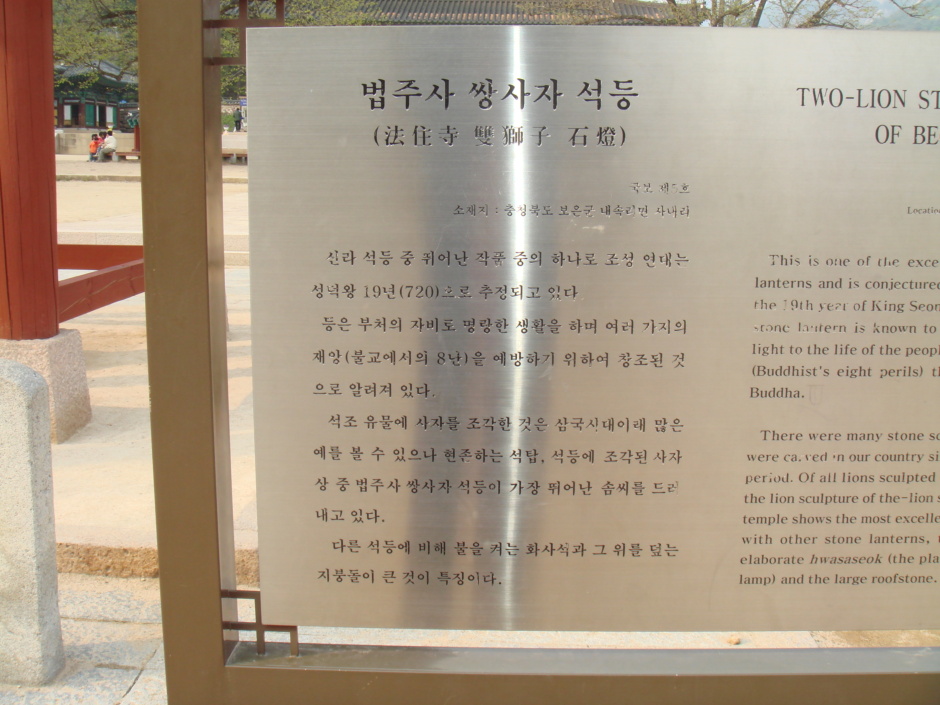 법주사 쌍사자 석등
(法住寺 雙獅子 石燈)
국보 제5호
소재지 : 충청북도 보은군 내속리면 사내리
신라 석등 중 뛰어난 작품 중의 하나로 조성 연대는
성덕왕 19년(720)으로 추정되고 있다
등은 부처의 자비로 명랑한 생활을 하며 여러 가지의
재앙(불교에서의 8난)을 예방하기 위하여 창조된 것
으로 알려져 있다.
석조 유물에 사자를 조각한 것은 삼국시대이래 많은
예를 볼 수 있으나 현존하는 석탑, 석등에 조각된 사자
상 중 법주사 쌍사자 석등이 가장 뛰어난 솜씨를 드러
내고 있다.
다른 석등에 비해 불을 켜는 화사석과 그 위를 덮는
지붕돌이 큰 것이 특징이다.
TWO-LION ST
OF BE
Location
This is one of the exce
lanterns and is conjectured
the 19th year of King Seon
stone lantern is known to
light to the life of the peopl
(Buddhist's eight perils) th
Buddha.
There were many stone sc
were carved in our country si
period. Of all lions sculpted
the lion sculpture of the-lion s
temple shows the most excelle
with other stone lanterns,
elaborate hwasaseok (the pla
lamp) and the large roofstone.